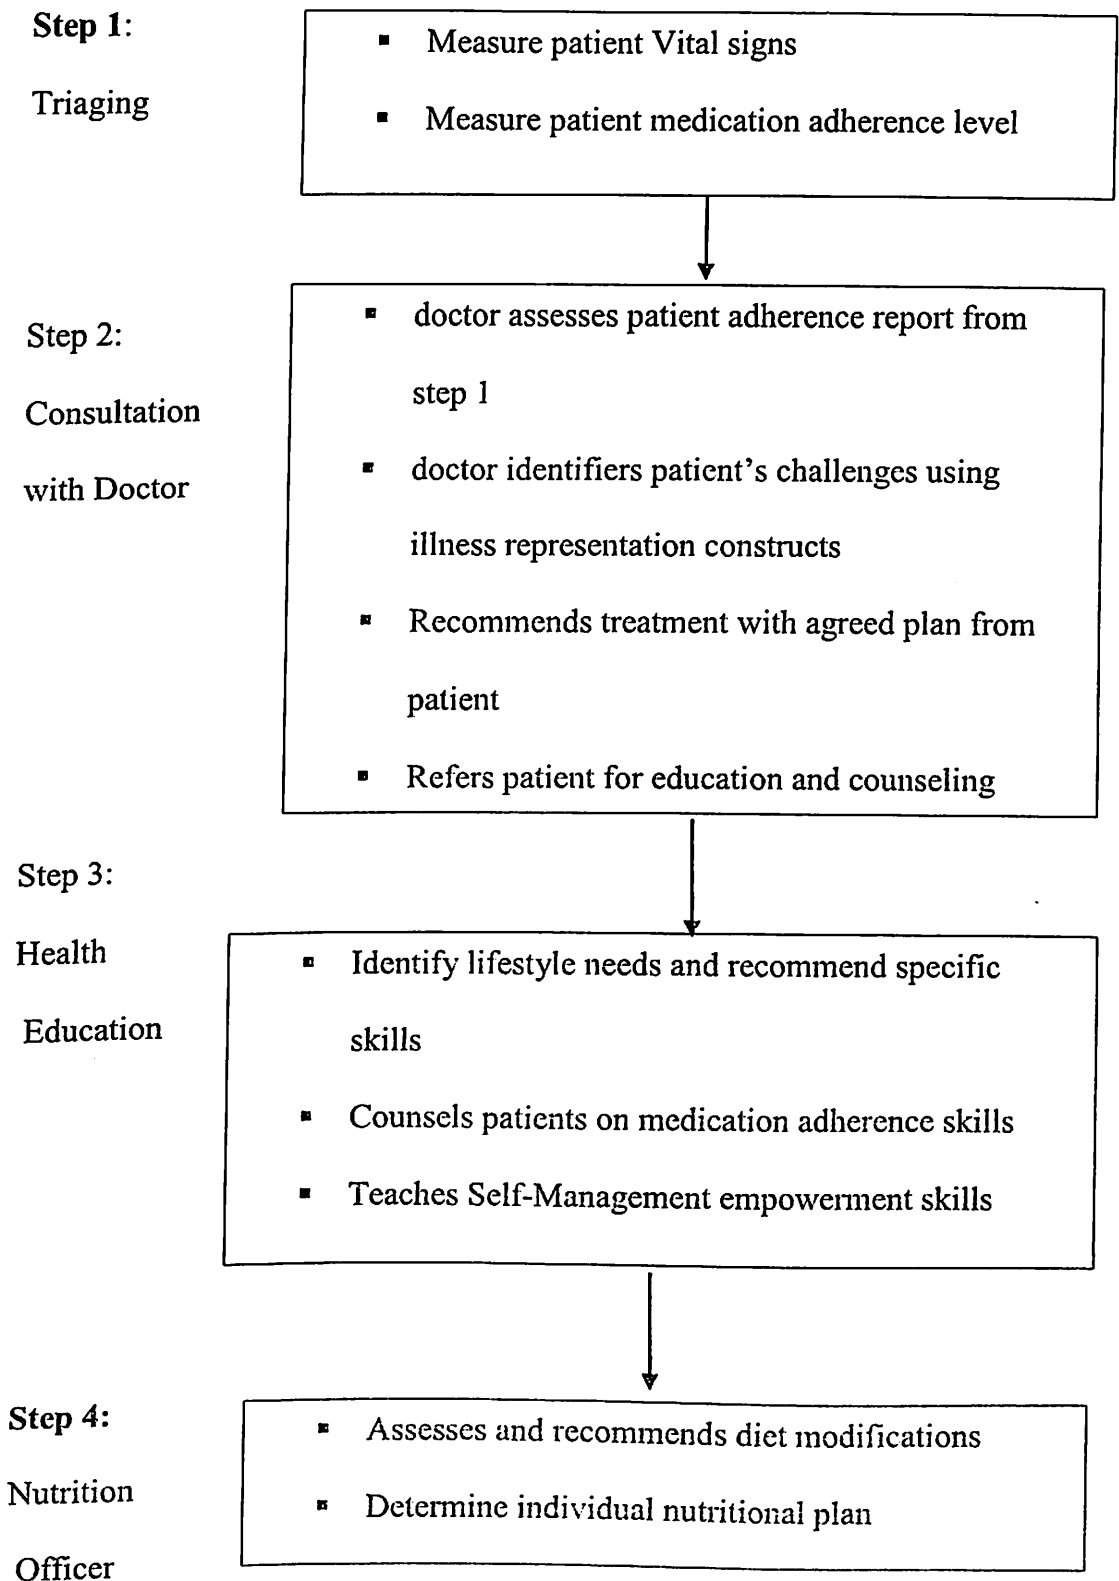 Step 1:
Triaging
▪ Measure patient Vital signs
▪ Measure patient medication adherence level
Step 2:
Consultation
with Doctor
▪ doctor assesses patient adherence report from
step 1
▪ doctor identifiers patient's challenges using
illness representation constructs
▪ Recommends treatment with agreed plan from
patient
▪ Refers patient for education and counseling
Step 3:
Health
Education
▪ Identify lifestyle needs and recommend specific
skills
▪ Counsels patients on medication adherence skills
▪ Teaches Self-Management empowerment skills
Step 4:
Nutrition
Officer
▪ Assesses and recommends diet modifications
▪ Determine individual nutritional plan